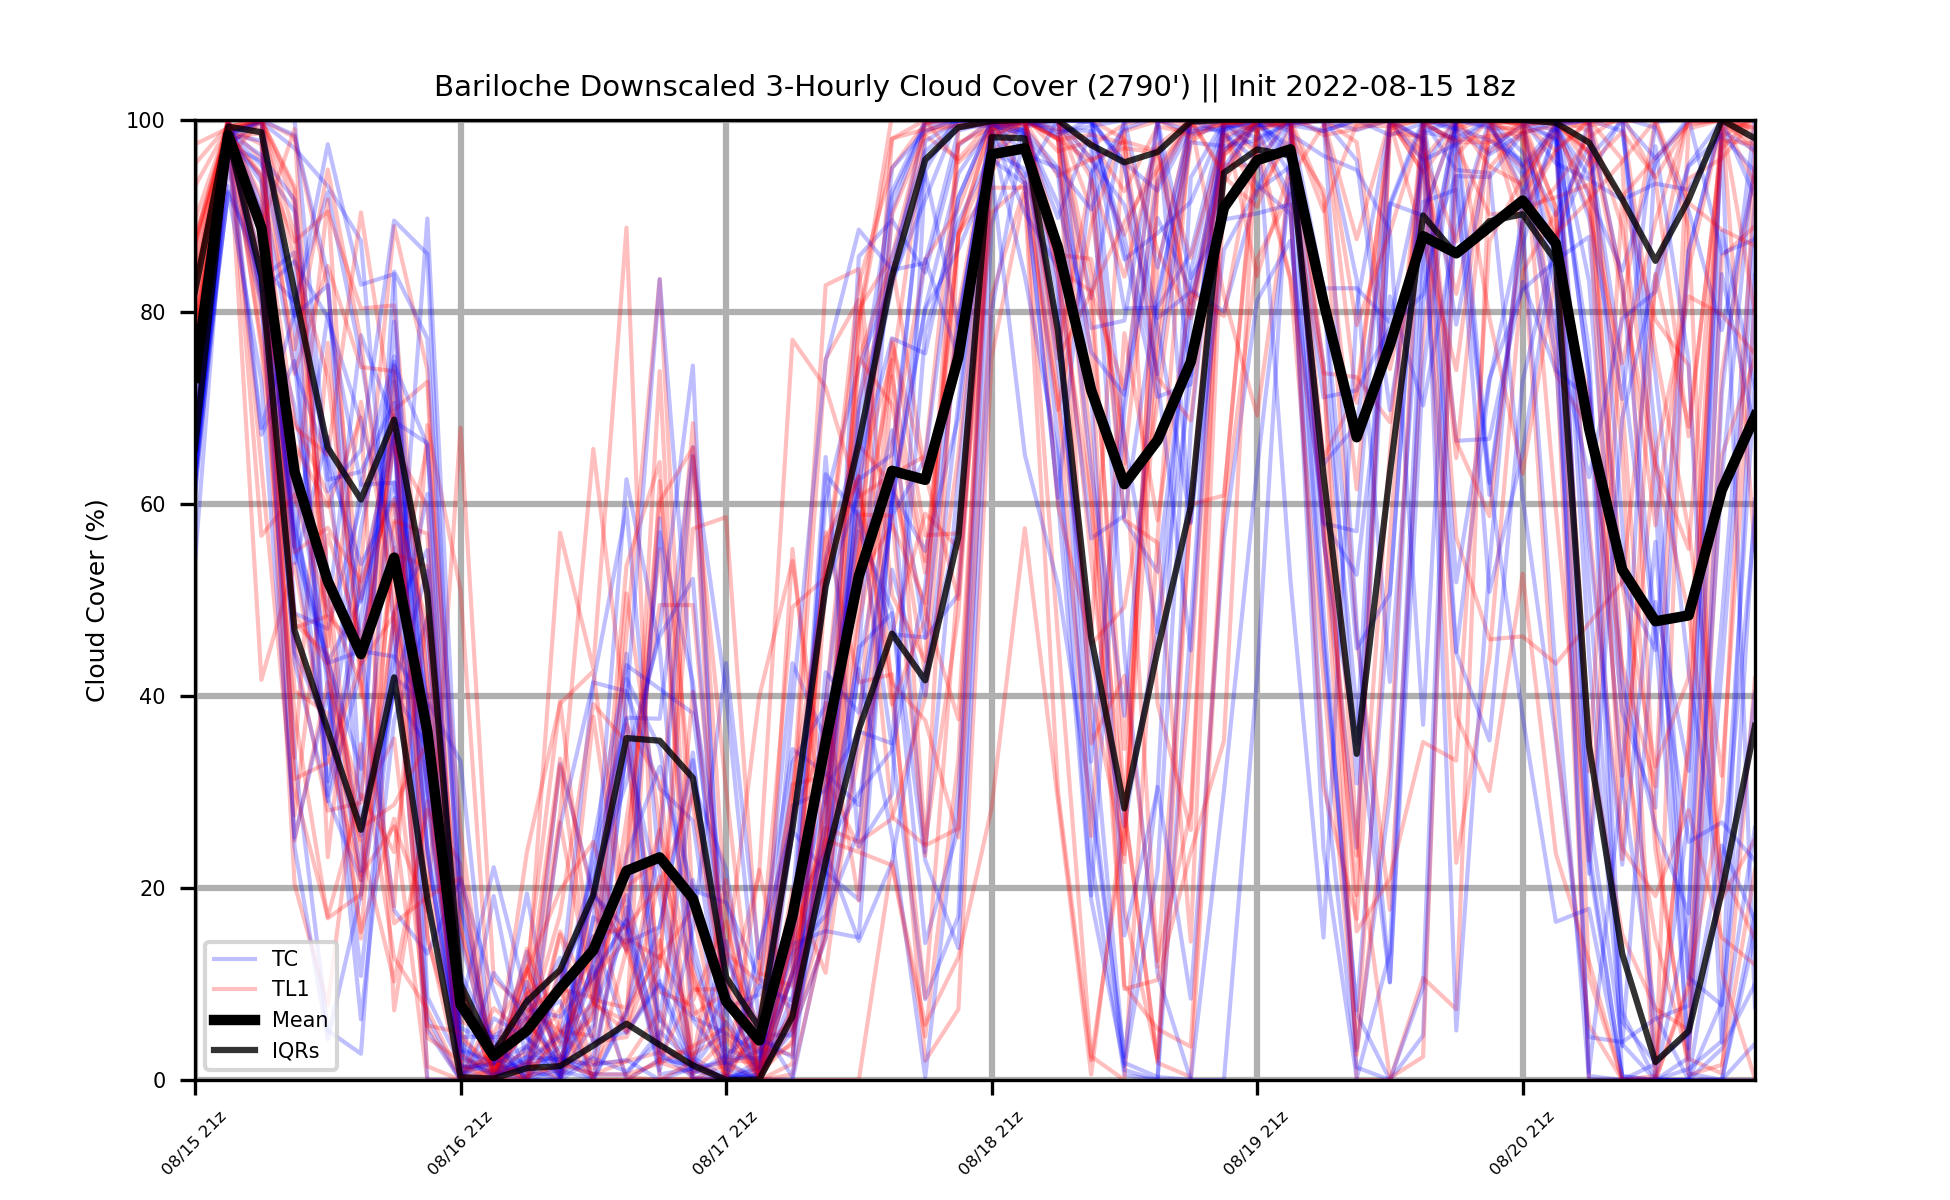 Bariloche Downscaled 3-Hourly Cloud Cover (2790') || Init 2022-08-15 18z
Cloud Cover (%)
100
80
60
40
20
0
TC
TL1
Mean
IQRs
08/15 21z
08/16 21z
08/17 21z
08/18 21z
08/19 21z
08/20 21z